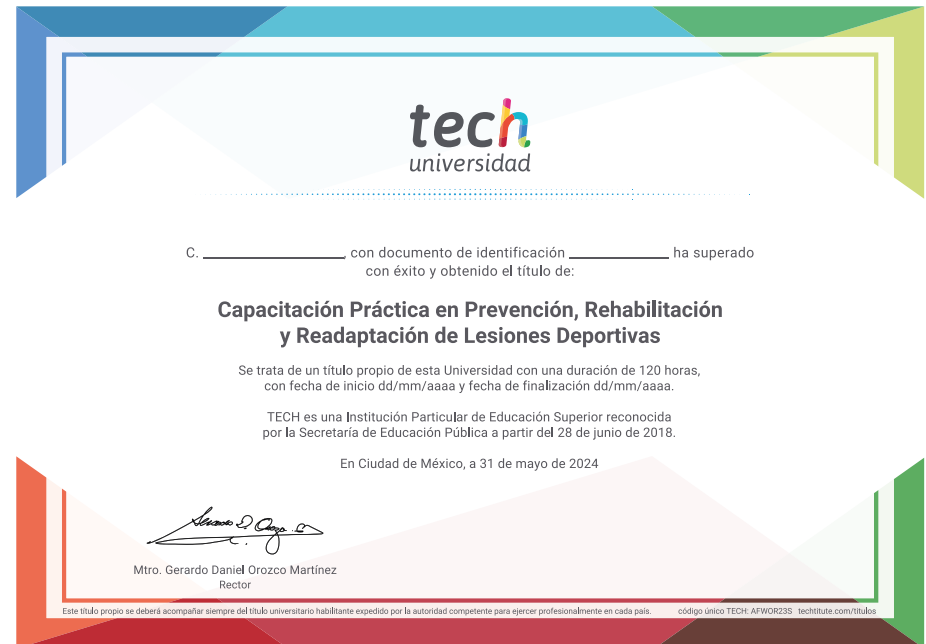 tech
universidad
C. ____________, con documento de identificación ____________ ha superado
con éxito y obtenido el título de:
Capacitación Práctica en Prevención, Rehabilitación
y Readaptación de Lesiones Deportivas
Se trata de un título propio de esta Universidad con una duración de 120 horas,
con fecha de inicio dd/mm/aaaa y fecha de finalización dd/mm/aaaa.
TECH es una Institución Particular de Educación Superior reconocida
por la Secretaría de Educación Pública a partir del 28 de junio de 2018.
En Ciudad de México, a 31 de mayo de 2024
Mtro. Gerardo Daniel Orozco Martínez
Rector
Este título propio se deberá acompañar siempre del título universitario habilitante expedido por la autoridad competente para ejercer profesionalmente en cada país. código único TECH: AFWOR23S techtitute.com/titulos